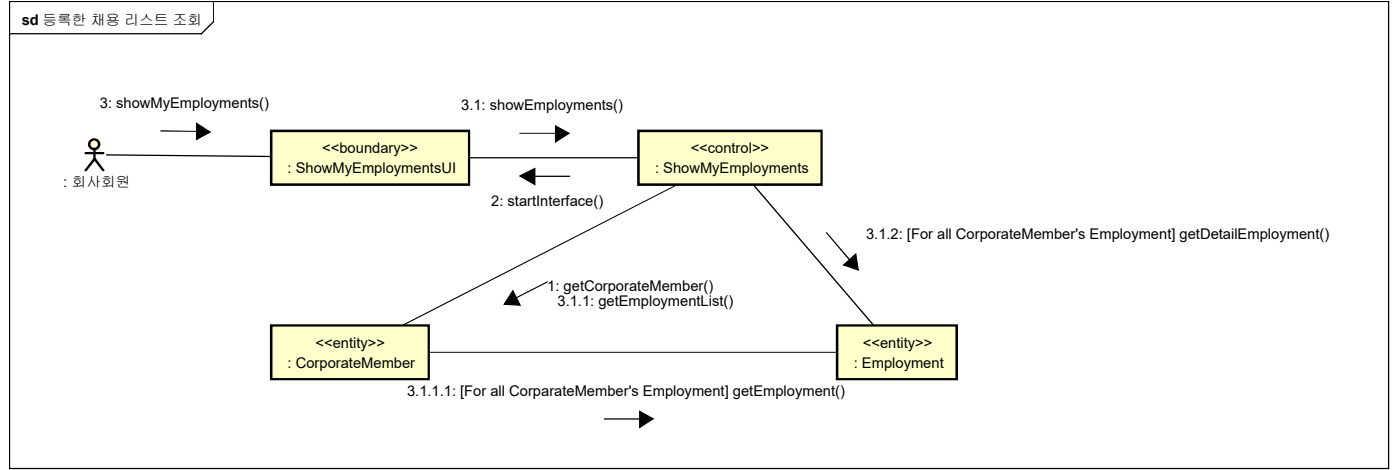 sd 등록한 채용 리스트 조회
3: showMyEmployments()
3.1: showEmployments()
<<boundary>>
: ShowMyEmploymentsUI
<<control>>
: ShowMyEmployments
: 회사회원
2: startInterface()
3.1.2: [For all CorporateMember's Employment] getDetailEmployment()
1: getCorporateMember()
3.1.1: getEmploymentList()
<<entity>>
: CorporateMember
<<entity>>
: Employment
3.1.1.1: [For all CorparateMember's Employment] getEmployment()